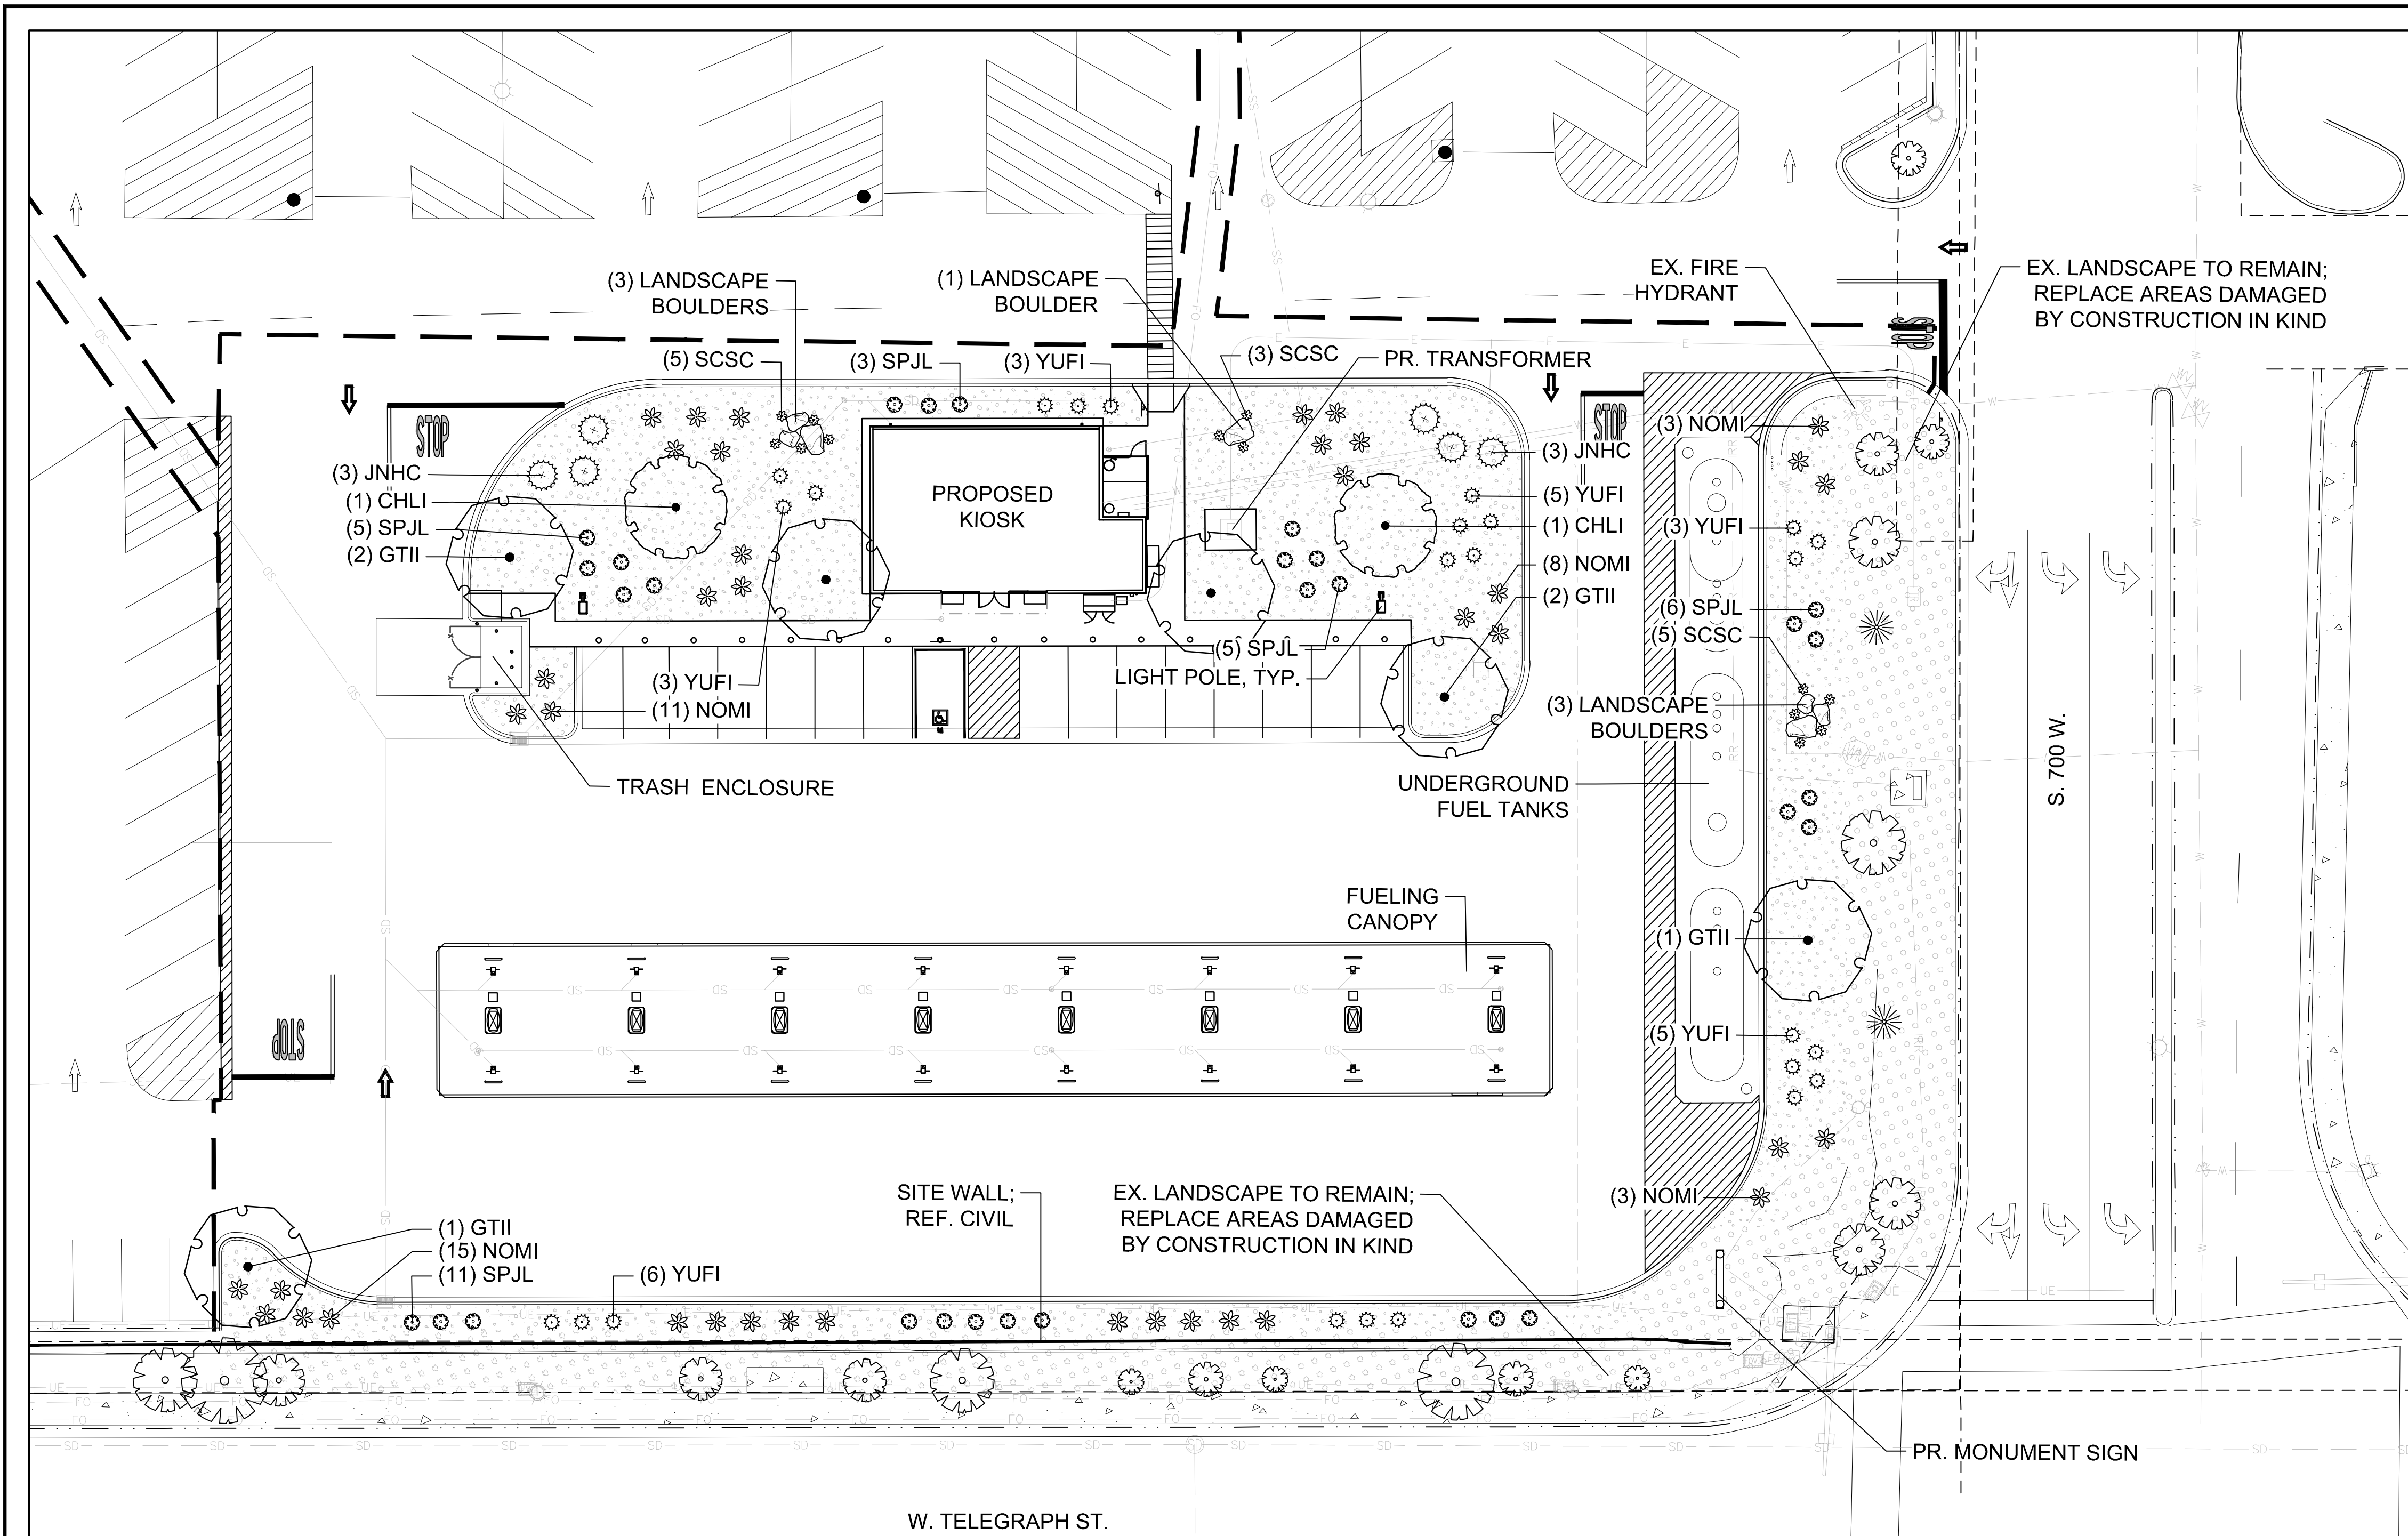 (3) LANDSCAPE
BOULDERS
(1) LANDSCAPE
BOULDER
EX. FIRE
HYDRANT
EX. LANDSCAPE TO REMAIN;
REPLACE AREAS DAMAGED
BY CONSTRUCTION IN KIND
STOP
(5) SCSC
(3) SPJL
(3) YUFI
(3) SCSC
PR. TRANSFORMER
STOP
STOP
(3) NOMI
(3) JNHC
(1) CHLI
(5) SPJL
(2) GTII
PROPOSED
KIOSK
(3) JNHC
(5) YUFI
(1) CHLI
(8) NOMI
(2) GTII
(3) YUFI
(6) SPJL
(5) SCSC
(5) SPJL
LIGHT POLE, TYP.
(3) YUFI
(11) NOMI
(3) LANDSCAPE
BOULDERS
S. 700 W.
TRASH ENCLOSURE
UNDERGROUND
FUEL TANKS
FUELING
CANOPY
(1) GTII
STOP
(5) YUFI
SITE WALL;
REF. CIVIL
EX. LANDSCAPE TO REMAIN;
REPLACE AREAS DAMAGED
BY CONSTRUCTION IN KIND
(3) NOMI
(1) GTII
(15) NOMI
(11) SPJL
(6) YUFI
PR. MONUMENT SIGN
W. TELEGRAPH ST.